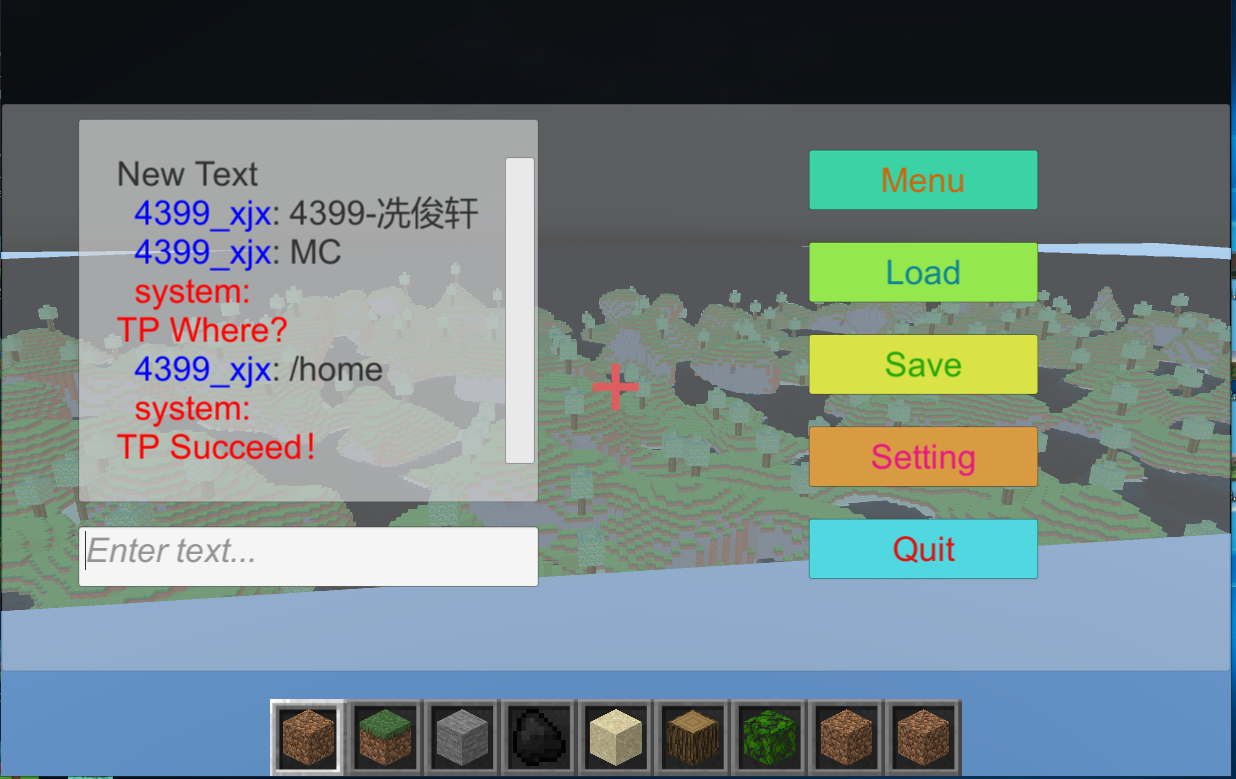 New Text
4399_xjx: 4399-冼俊轩
4399_xjx: MC
system:
TP Where?
4399_xjx: /home
system:
TP Succeed!
Enter text...
Menu
Load
Save
Setting
Quit